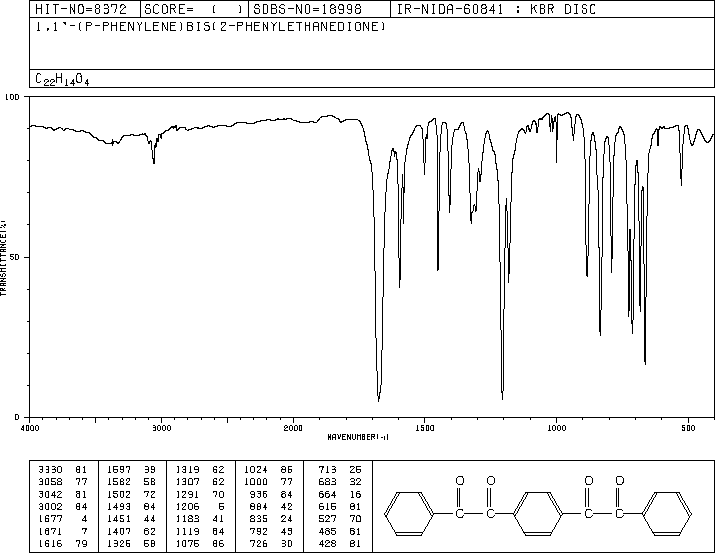 HIT-NO=8372 SCORE= ( ) SDBS-NO=18998 IR-NIDA-60841 : KBR DISC
1,1'-(P-PHENYLENE)BIS(2-PHENYLETHANEDIONE)
C22H14O4
100
50
0
TRANSMITTANCE(%)
4000 3000 2000 1500 1000 500
WAVENUMBER(-1)
3330 81 1597 38 1319 62 1024 86 713 25
3058 77 1582 58 1307 62 1000 77 683 32
3042 81 1502 72 1291 70 936 84 664 16
3002 84 1493 84 1206 5 884 42 616 81
1677 4 1451 44 1183 41 835 24 527 70
1671 7 1407 62 1119 84 792 43 485 81
1616 79 1325 58 1075 86 726 30 428 81
O O O O
C C C C